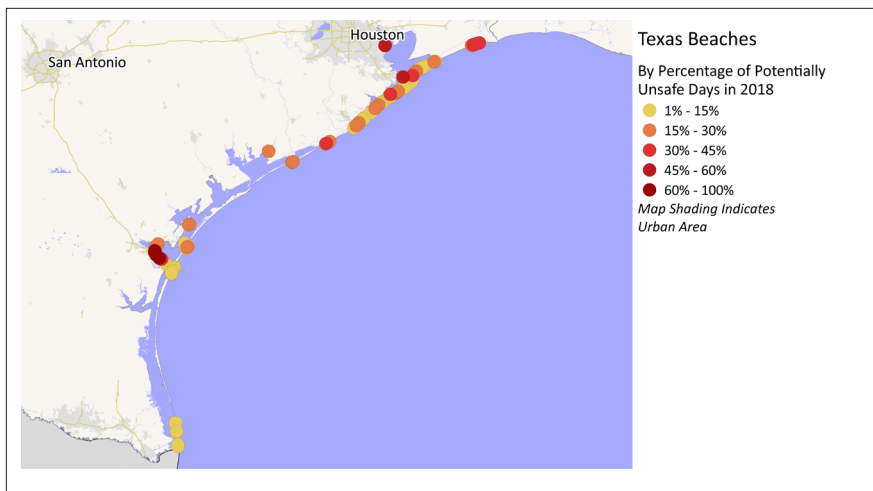 Houston
San Antonio
Texas Beaches
By Percentage of Potentially
Unsafe Days in 2018
1% - 15%
15% - 30%
30% - 45%
45% - 60%
60% - 100%
Map Shading Indicates
Urban Area